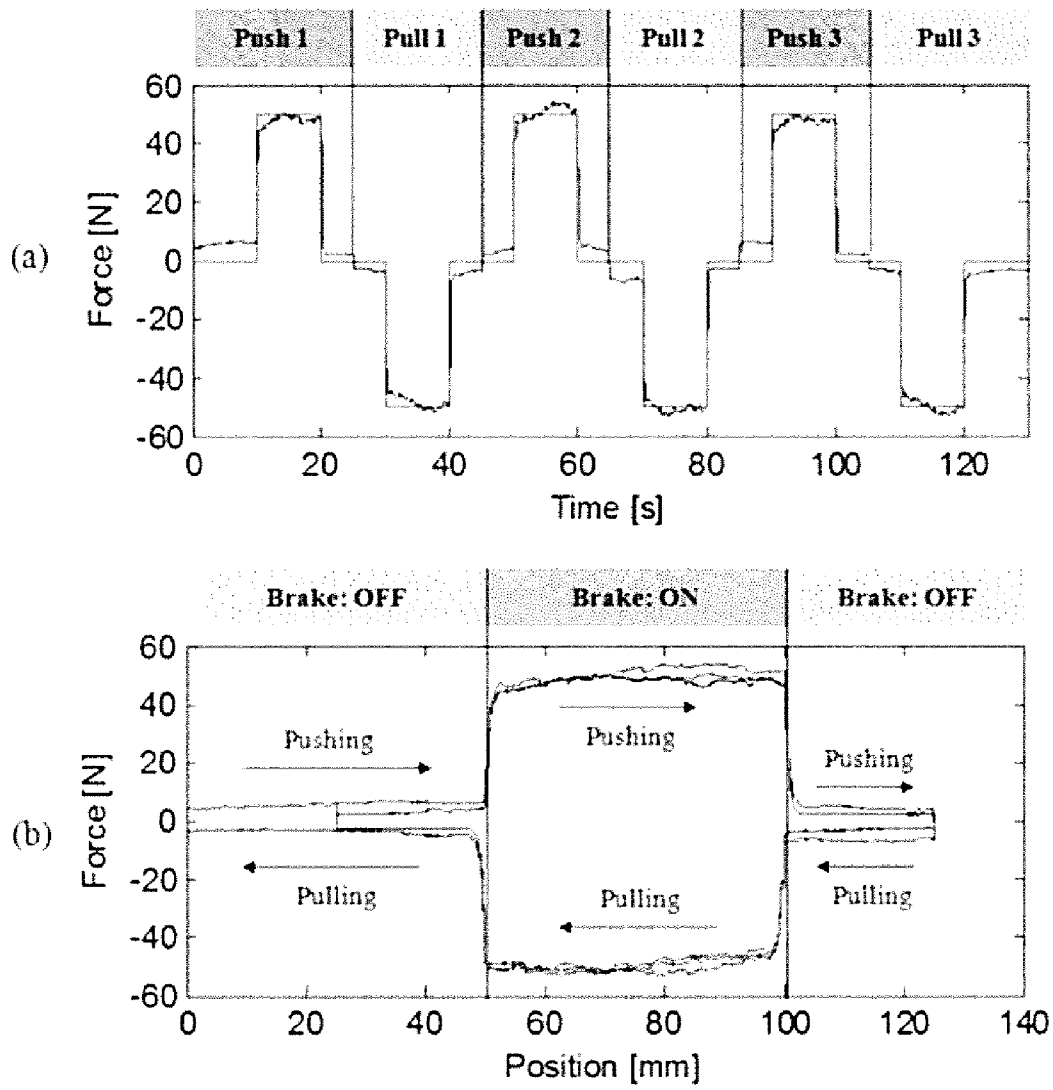 Push 1 Pull 1 Push 2 Pull 2 Push 3 Pull 3
60
40
20
0
-20
-40
-60
Force [N]
(a)
0 20 40 60 80 100 120
Time [s]
Brake: OFF Brake: ON Brake: OFF
60
40
20
0
-20
-40
-60
Force [N]
(b)
Pushing
Pushing
Pushing
Pulling
Pulling
Pulling
0 20 40 60 80 100 120 140
Position [mm]